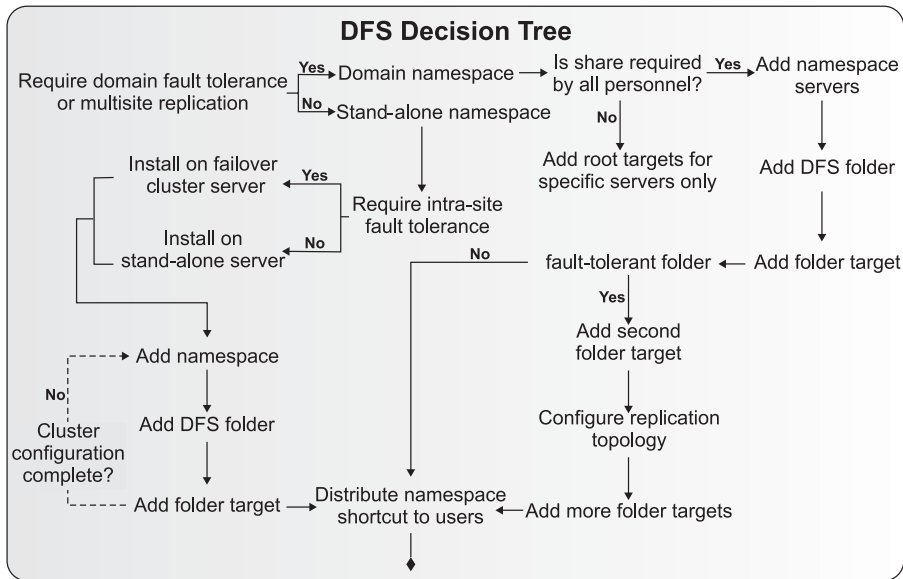 DFS Decision Tree
Require domain fault tolerance
or multisite replication
Yes
Domain namespace
No
Stand-alone namespace
Is share required
by all personnel?
Yes
Add namespace
servers
No
Add root targets for
specific servers only
Add DFS folder
Install on failover
cluster server
Yes
Require intra-site
fault tolerance
Install on
stand-alone server
No
No
fault-tolerant folder
Add folder target
Yes
Add second
folder target
Add namespace
No
Add DFS folder
Configure replication
topology
Cluster
configuration
complete?
Add folder target
Distribute namespace
shortcut to users
Add more folder targets